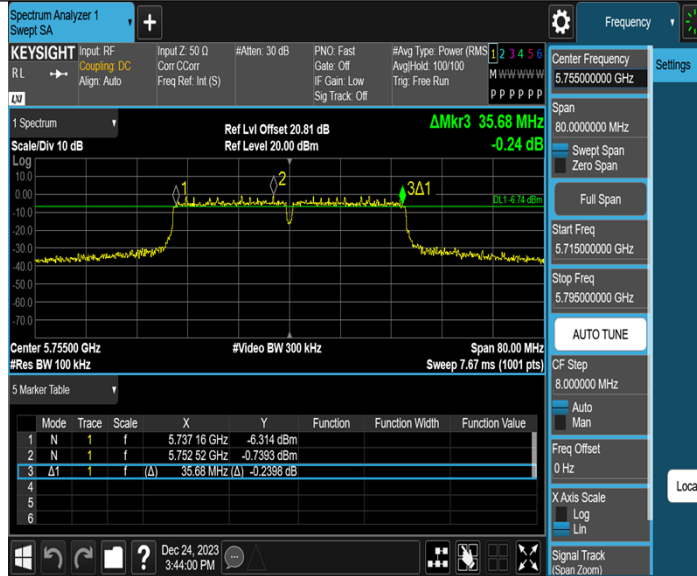 Spectrum Analyzer 1
Swept SA
+
Frequency
KEYSIGHT
RL
LXI
Input: RF
Coupling: DC
Align: Auto
Input Z: 50 Ω
Corr CCorr
Freq Ref: Int (S)
#Atten: 30 dB
PNO: Fast
Gate: Off
IF Gain: Low
Sig Track: Off
#Avg Type: Power (RMS
Avg|Hold: 100/100
Trig: Free Run
1 2 3 4 5 6
M W W W W W
P P P P P P
1 Spectrum
Scale/Div 10 dB
Ref Lvl Offset 20.81 dB
Ref Level 20.00 dBm
ΔMkr3 35.68 MHz
-0.24 dB
Log
10.0
0.00
-10.0
-20.0
-30.0
-40.0
-50.0
-60.0
-70.0
1
2
3Δ1
DL1 -6.74 dBm
Center 5.75500 GHz
#Video BW 300 kHz
Span 80.00 MHz
#Res BW 100 kHz
Sweep 7.67 ms (1001 pts)
5 Marker Table
Mode Trace Scale X Y Function Function Width Function Value
1 N 1 f 5.737 16 GHz -6.314 dBm
2 N 1 f 5.752 52 GHz -0.7393 dBm
3 Δ1 1 f (Δ) 35.68 MHz (Δ) -0.2398 dB
4
5
6
?
Dec 24, 2023
3:44:00 PM
Center Frequency
5.755000000 GHz
Span
80.0000000 MHz
Swept Span
Zero Span
Full Span
Start Freq
5.715000000 GHz
Stop Freq
5.795000000 GHz
AUTO TUNE
CF Step
8.000000 MHz
Auto
Man
Freq Offset
0 Hz
X Axis Scale
Log
Lin
Signal Track
(Span Zoom)
Settings
Loca